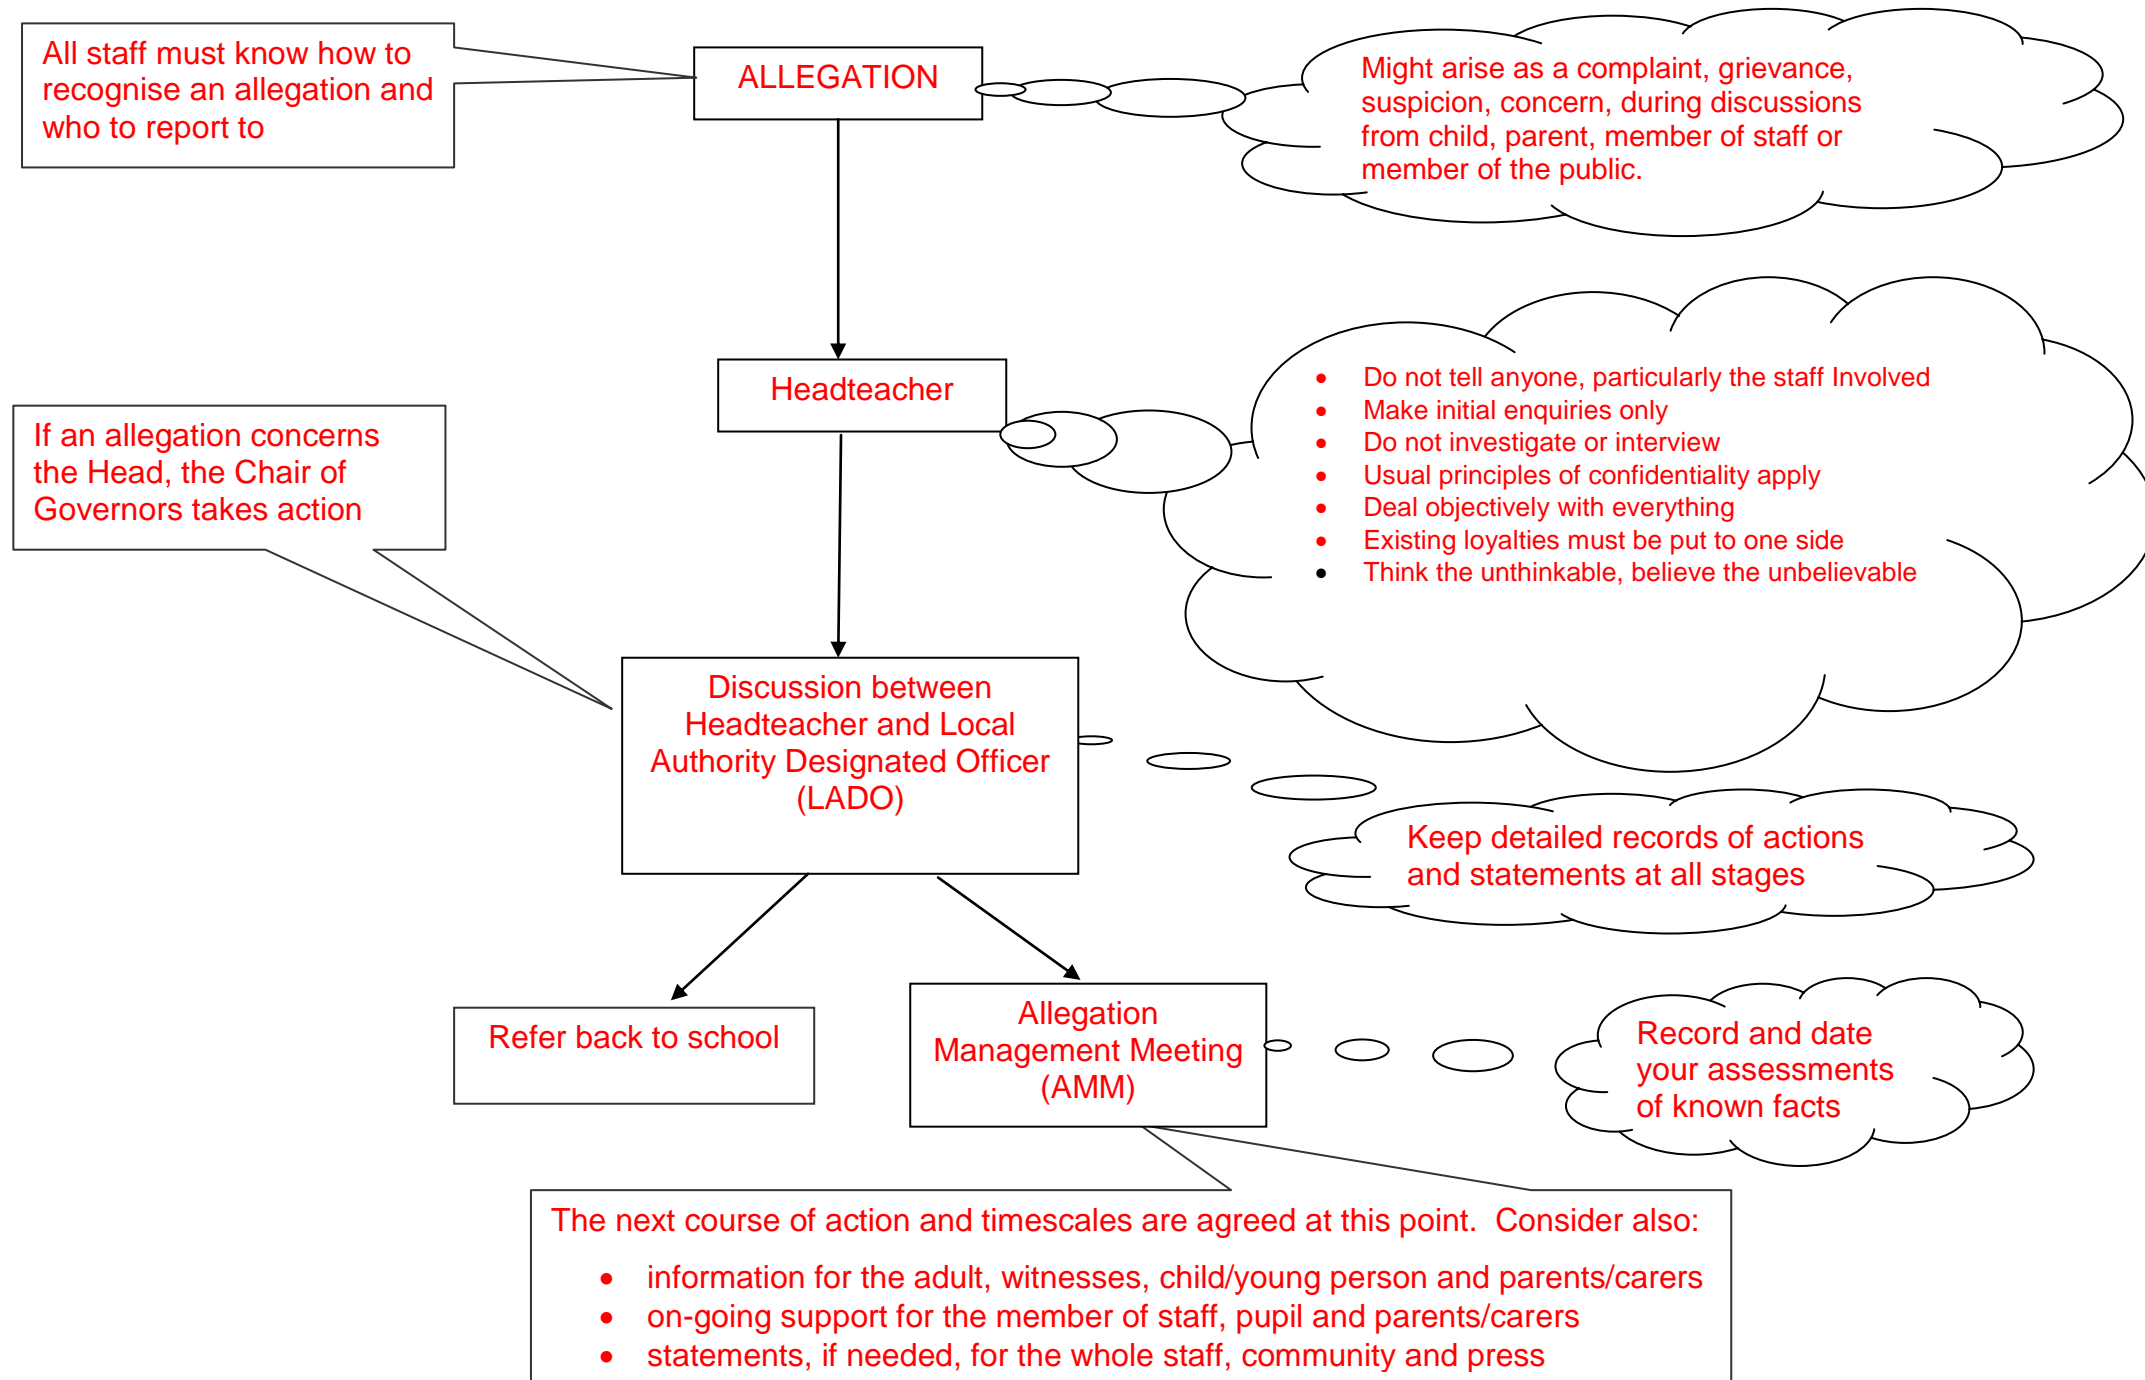 All staff must know how to
recognise an allegation and
who to report to
ALLEGATION
Might arise as a complaint, grievance,
suspicion, concern, during discussions
from child, parent, member of staff or
member of the public.
Headteacher
• Do not tell anyone, particularly the staff Involved
• Make initial enquiries only
• Do not investigate or interview
• Usual principles of confidentiality apply
• Deal objectively with everything
• Existing loyalties must be put to one side
• Think the unthinkable, believe the unbelievable
If an allegation concerns
the Head, the Chair of
Governors takes action
Discussion between
Headteacher and Local
Authority Designated Officer
(LADO)
Keep detailed records of actions
and statements at all stages
Refer back to school
Allegation
Management Meeting
(AMM)
Record and date
your assessments
of known facts
The next course of action and timescales are agreed at this point.  Consider also:
• information for the adult, witnesses, child/young person and parents/carers
• on-going support for the member of staff, pupil and parents/carers
• statements, if needed, for the whole staff, community and press